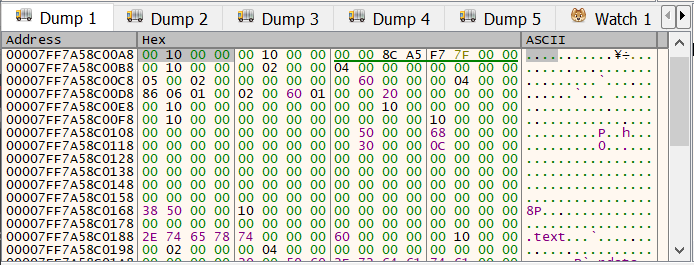 Dump 1 Dump 2 Dump 3 Dump 4 Dump 5 Watch 1
Address Hex ASCII
00007FF7A58C00A8 00 10 00 00 00 10 00 00 00 00 8C A5 F7 7F 00 00 ...........¥÷...
00007FF7A58C00B8 00 10 00 00 00 02 00 00 04 00 00 00 00 00 00 00 ................
00007FF7A58C00C8 05 00 02 00 00 00 00 00 00 60 00 00 00 04 00 00 .........`......
00007FF7A58C00D8 86 06 01 00 02 00 60 01 00 00 20 00 00 00 00 00 ......`... .....
00007FF7A58C00E8 00 10 00 00 00 00 00 00 00 00 10 00 00 00 00 00 ................
00007FF7A58C00F8 00 10 00 00 00 00 00 00 00 00 00 00 10 00 00 00 ................
00007FF7A58C0108 00 00 00 00 00 00 00 00 00 50 00 00 68 00 00 00 .........P..h...
00007FF7A58C0118 00 00 00 00 00 00 00 00 00 30 00 00 0C 00 00 00 .........0......
00007FF7A58C0128 00 00 00 00 00 00 00 00 00 00 00 00 00 00 00 00 ................
00007FF7A58C0138 00 00 00 00 00 00 00 00 00 00 00 00 00 00 00 00 ................
00007FF7A58C0148 00 00 00 00 00 00 00 00 00 00 00 00 00 00 00 00 ................
00007FF7A58C0158 00 00 00 00 00 00 00 00 00 00 00 00 00 00 00 00 ................
00007FF7A58C0168 38 50 00 00 10 00 00 00 00 00 00 00 00 00 00 00 8P..............
00007FF7A58C0178 00 00 00 00 00 00 00 00 00 00 00 00 00 00 00 00 ................
00007FF7A58C0188 2E 74 65 78 74 00 00 00 60 00 00 00 00 10 00 00 .text...`.......
00007FF7A58C0198 00 02 00 00 00 04 00 00 00 00 00 00 00 00 00 00 ................